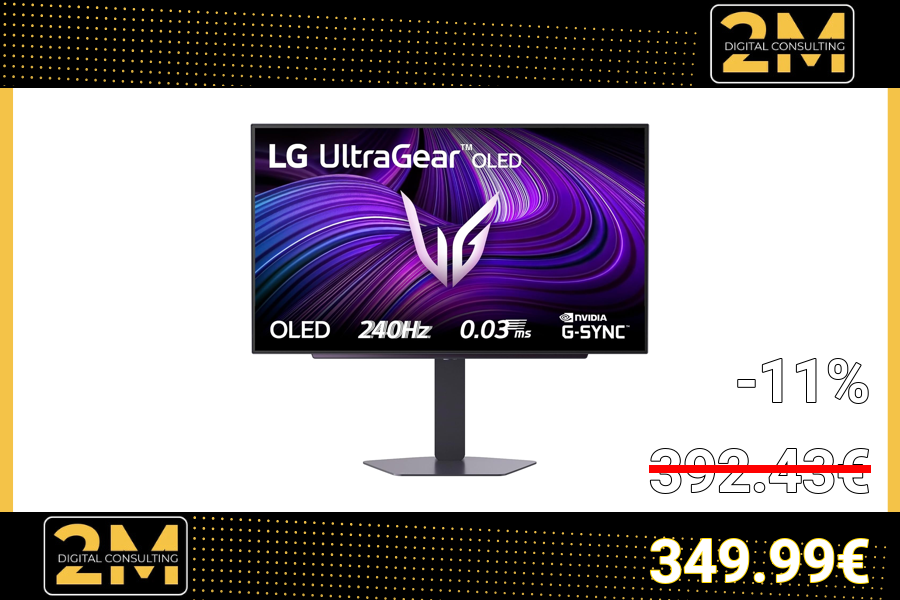 2M
DIGITAL CONSULTING
LG UltraGear™ OLED
OLED 240Hz 0.03ms NVIDIA G-SYNC™
-11%
392.43€
2M
DIGITAL CONSULTING
349.99€